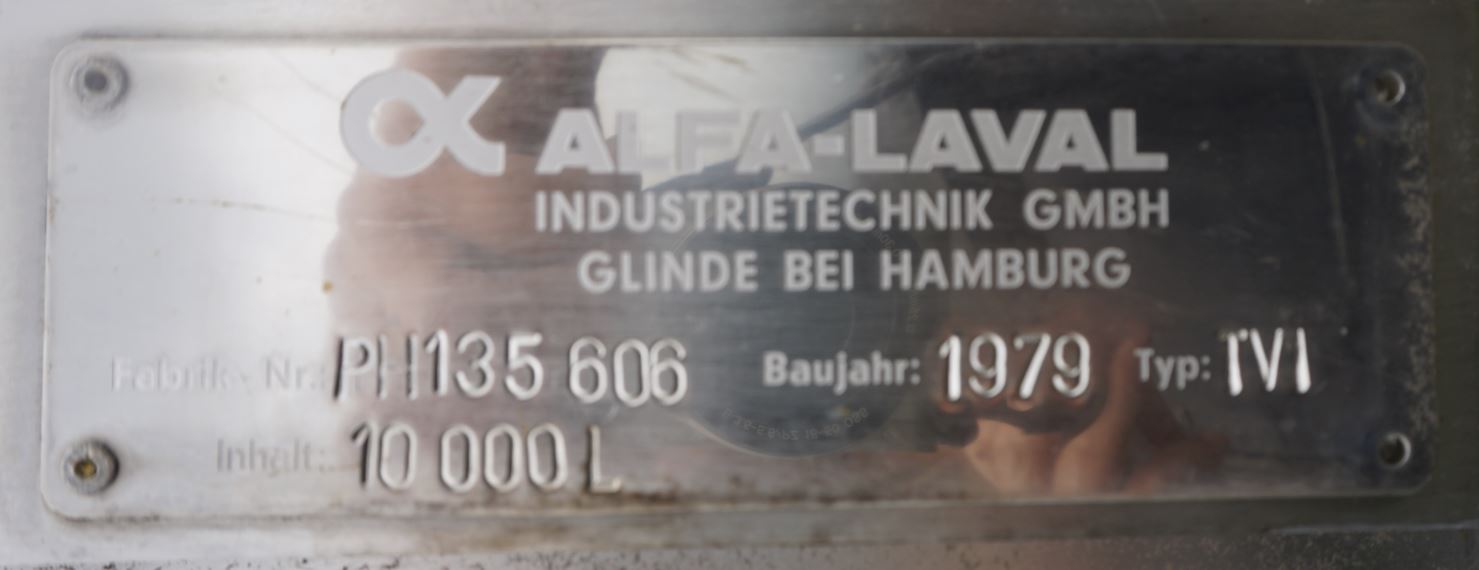 ALFA-LAVAL
INDUSTRIETECHNIK GMBH
GLINDE BEI HAMBURG
Fabrik-Nr.: PH135 606 Baujahr: 1979 Typ: TVI
Inhalt: 10 000 L